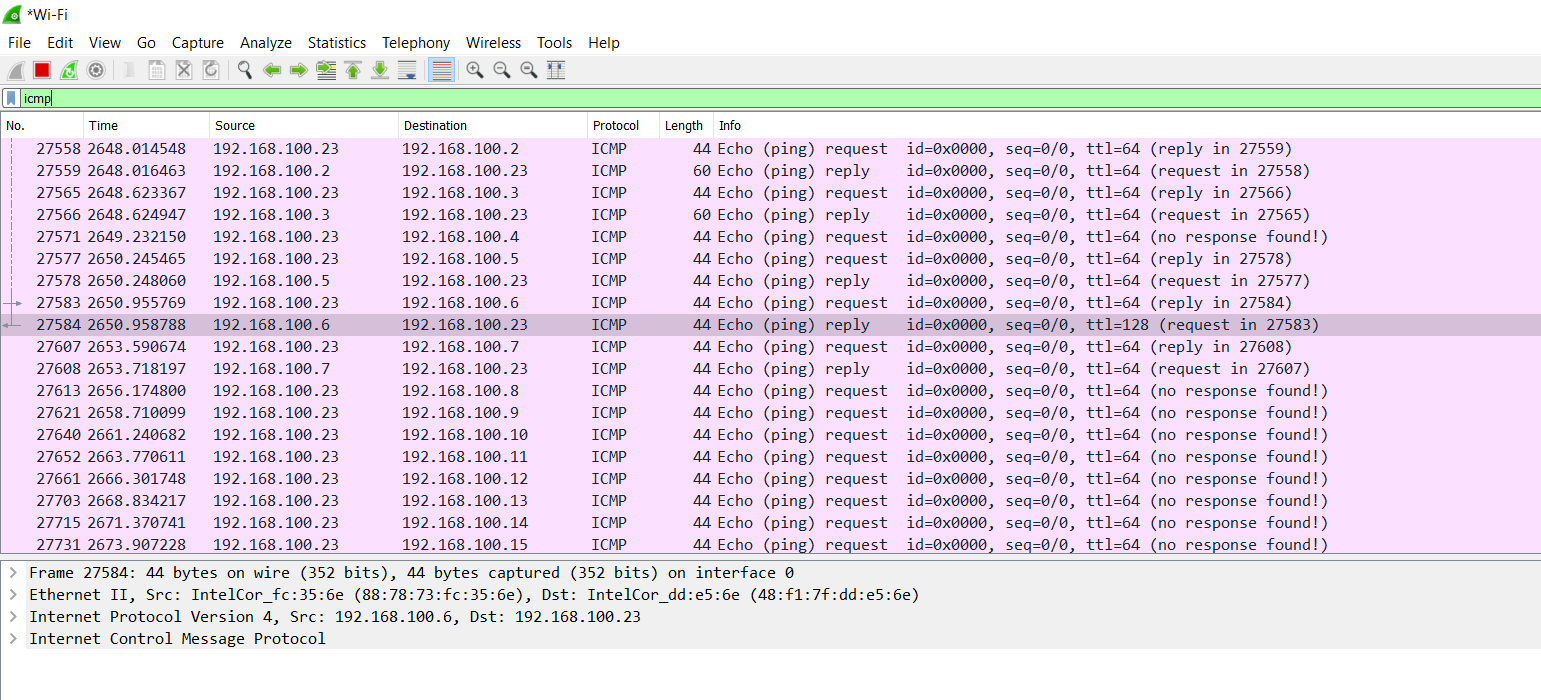 *Wi-Fi
File Edit View Go Capture Analyze Statistics Telephony Wireless Tools Help
icmp
No. Time Source Destination Protocol Length Info
27558 2648.014548 192.168.100.23 192.168.100.2 ICMP 44 Echo (ping) request id=0x0000, seq=0/0, ttl=64 (reply in 27559)
27559 2648.016463 192.168.100.2 192.168.100.23 ICMP 60 Echo (ping) reply id=0x0000, seq=0/0, ttl=64 (request in 27558)
27565 2648.623367 192.168.100.23 192.168.100.3 ICMP 44 Echo (ping) request id=0x0000, seq=0/0, ttl=64 (reply in 27566)
27566 2648.624947 192.168.100.3 192.168.100.23 ICMP 60 Echo (ping) reply id=0x0000, seq=0/0, ttl=64 (request in 27565)
27571 2649.232150 192.168.100.23 192.168.100.4 ICMP 44 Echo (ping) request id=0x0000, seq=0/0, ttl=64 (no response found!)
27577 2650.245465 192.168.100.23 192.168.100.5 ICMP 44 Echo (ping) request id=0x0000, seq=0/0, ttl=64 (reply in 27578)
27578 2650.248060 192.168.100.5 192.168.100.23 ICMP 44 Echo (ping) reply id=0x0000, seq=0/0, ttl=64 (request in 27577)
27583 2650.955769 192.168.100.23 192.168.100.6 ICMP 44 Echo (ping) request id=0x0000, seq=0/0, ttl=64 (reply in 27584)
27584 2650.958788 192.168.100.6 192.168.100.23 ICMP 44 Echo (ping) reply id=0x0000, seq=0/0, ttl=128 (request in 27583)
27607 2653.590674 192.168.100.23 192.168.100.7 ICMP 44 Echo (ping) request id=0x0000, seq=0/0, ttl=64 (reply in 27608)
27608 2653.718197 192.168.100.7 192.168.100.23 ICMP 44 Echo (ping) reply id=0x0000, seq=0/0, ttl=64 (request in 27607)
27613 2656.174800 192.168.100.23 192.168.100.8 ICMP 44 Echo (ping) request id=0x0000, seq=0/0, ttl=64 (no response found!)
27621 2658.710099 192.168.100.23 192.168.100.9 ICMP 44 Echo (ping) request id=0x0000, seq=0/0, ttl=64 (no response found!)
27640 2661.240682 192.168.100.23 192.168.100.10 ICMP 44 Echo (ping) request id=0x0000, seq=0/0, ttl=64 (no response found!)
27652 2663.770611 192.168.100.23 192.168.100.11 ICMP 44 Echo (ping) request id=0x0000, seq=0/0, ttl=64 (no response found!)
27661 2666.301748 192.168.100.23 192.168.100.12 ICMP 44 Echo (ping) request id=0x0000, seq=0/0, ttl=64 (no response found!)
27703 2668.834217 192.168.100.23 192.168.100.13 ICMP 44 Echo (ping) request id=0x0000, seq=0/0, ttl=64 (no response found!)
27715 2671.370741 192.168.100.23 192.168.100.14 ICMP 44 Echo (ping) request id=0x0000, seq=0/0, ttl=64 (no response found!)
27731 2673.907228 192.168.100.23 192.168.100.15 ICMP 44 Echo (ping) request id=0x0000, seq=0/0, ttl=64 (no response found!)
Frame 27584: 44 bytes on wire (352 bits), 44 bytes captured (352 bits) on interface 0
Ethernet II, Src: IntelCor_fc:35:6e (88:78:73:fc:35:6e), Dst: IntelCor_dd:e5:6e (48:f1:7f:dd:e5:6e)
Internet Protocol Version 4, Src: 192.168.100.6, Dst: 192.168.100.23
Internet Control Message Protocol